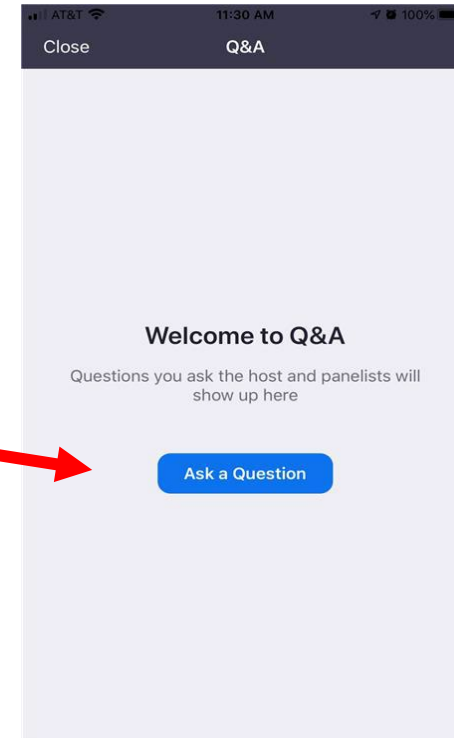 AT&T 11:30 AM 100%
Close Q&A
Welcome to Q&A
Questions you ask the host and panelists will
show up here
Ask a Question